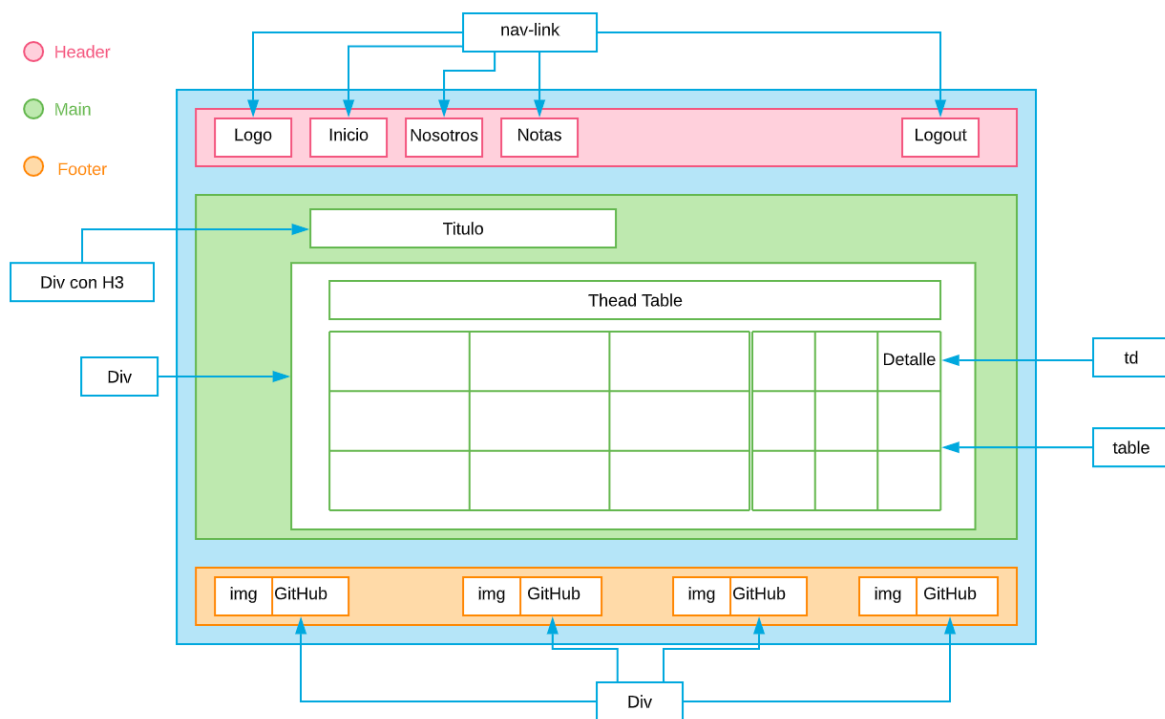 nav-link
Header
Main
Footer
Logo
Inicio
Nosotros
Notas
Logout
Titulo
Div con H3
Thead Table
Detalle
td
Div
table
img GitHub
img GitHub
img GitHub
img GitHub
Div